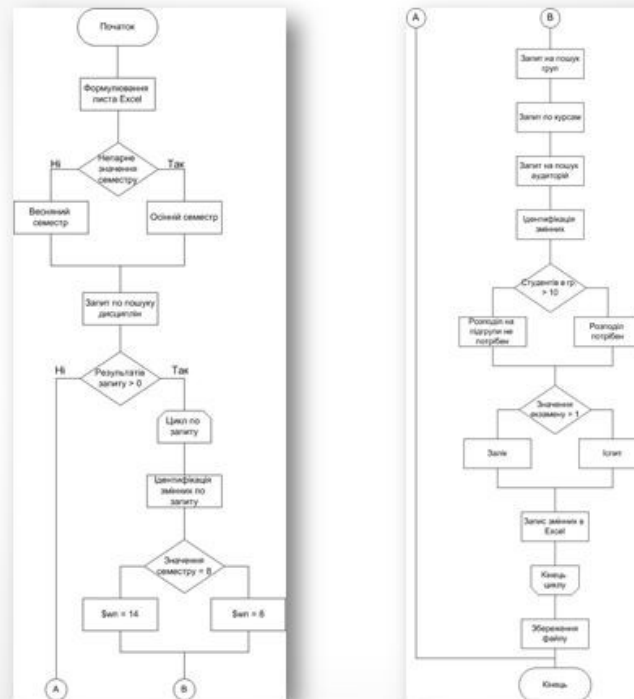 Початок
Формулювання
листа Excel
Непарне
значення
семестру
Ні
Так
Весняний
семестр
Осінній семестр
Запит по пошуку
дисциплін
Результатів
запиту > 0
Ні
Так
Цикл по
запиту
Ідентифікація
змінних по
запиту
Значення
семестру = 8
$wn = 14
$wn = 8
A
B
A
B
Запит на пошук
груп
Запит по курсам
Запит на пошук
аудиторій
Ідентифікація
змінних
Студентів в гр.
> 10
Розподіл на
підгрупи не
потрібен
Розподіл
потрібен
Значення
екзамену > 1
Залік
Іспит
Запис змінних в
Excel
Кінець
циклу
Збереження
файлу
Кінець